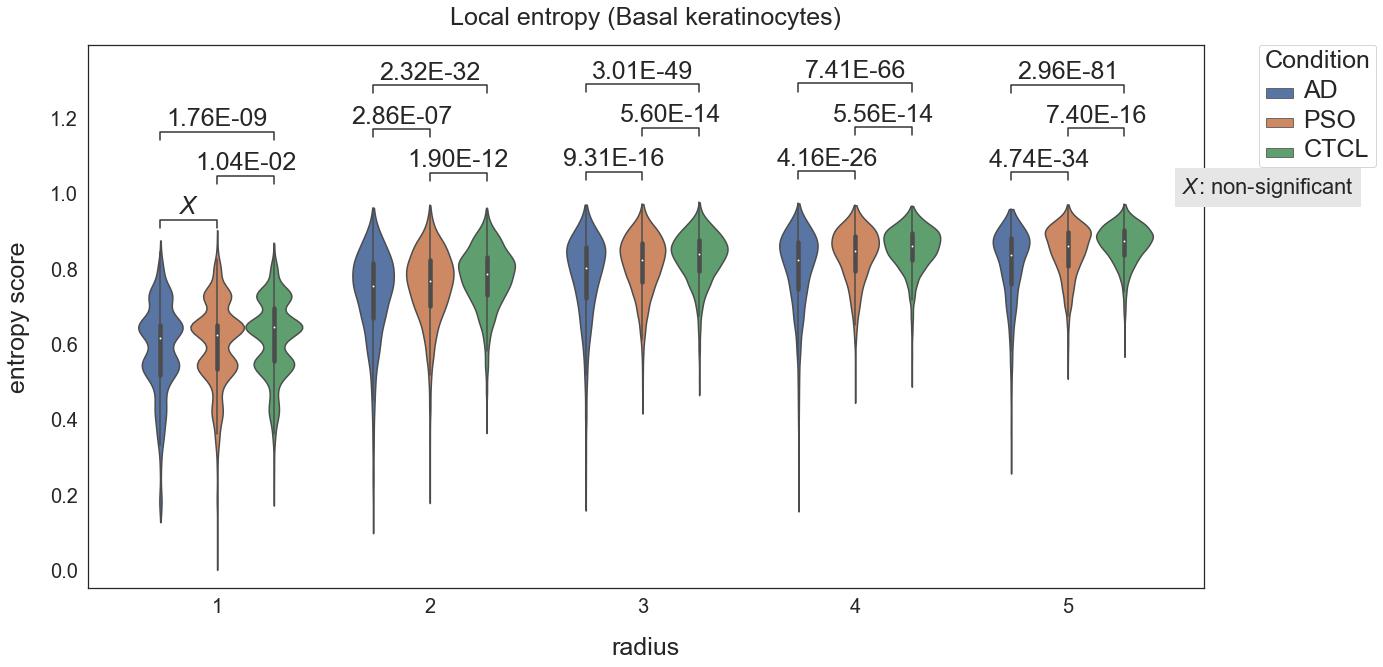 Local entropy (Basal keratinocytes)
Condition
AD
PSO
CTCL
X: non-significant
2.32E-32
3.01E-49
7.41E-66
2.96E-81
1.76E-09
2.86E-07
5.60E-14
5.56E-14
7.40E-16
1.04E-02
1.90E-12
9.31E-16
4.16E-26
4.74E-34
X
entropy score
1.2
1.0
0.8
0.6
0.4
0.2
0.0
1 2 3 4 5
radius